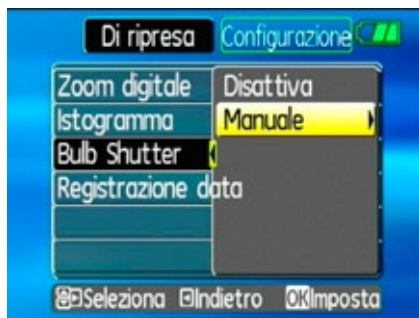 Di ripresa Configurazione
Zoom digitale Disattiva
Istogramma Manuale
Bulb Shutter
Registrazione data
Seleziona Indietro OK Imposta